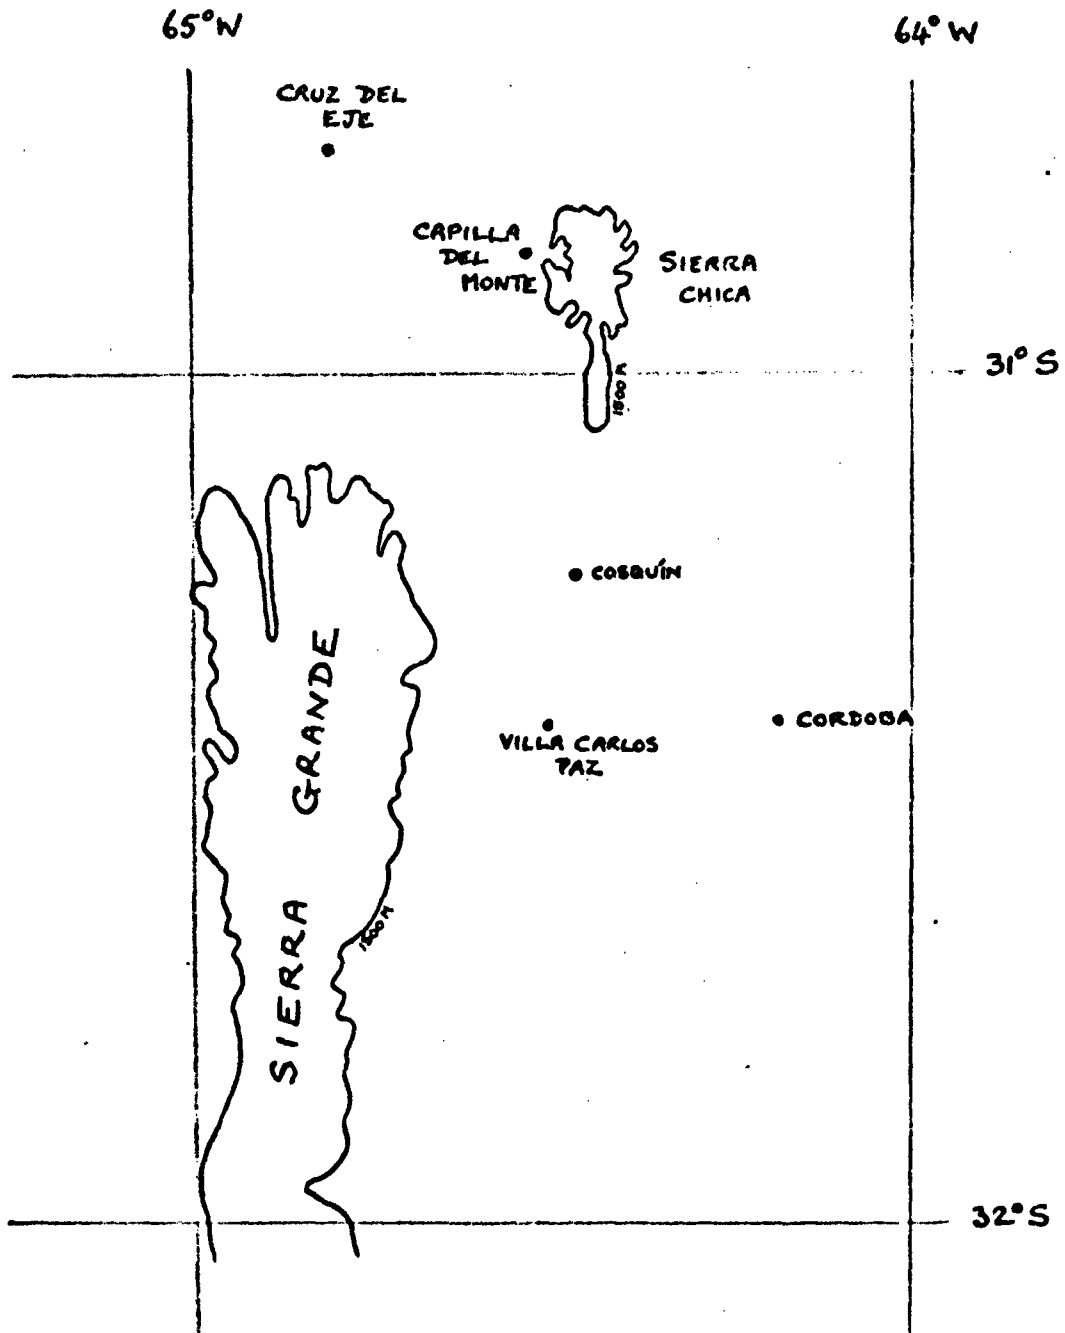 65°W
64°W
CRUZ DEL
EJE
CAPILLA
DEL
MONTE
SIERRA
CHICA
31°S
1500 M
COSQUÍN
CORDOBA
VILLA CARLOS
PAZ
SIERRA GRANDE
1500 M
32°S